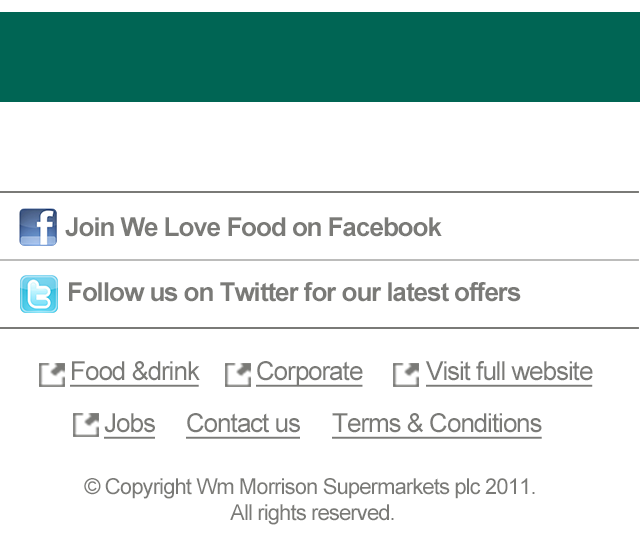 Join We Love Food on Facebook
Follow us on Twitter for our latest offers
Food &drink Corporate Visit full website
Jobs Contact us Terms & Conditions
© Copyright Wm Morrison Supermarkets plc 2011.
All rights reserved.